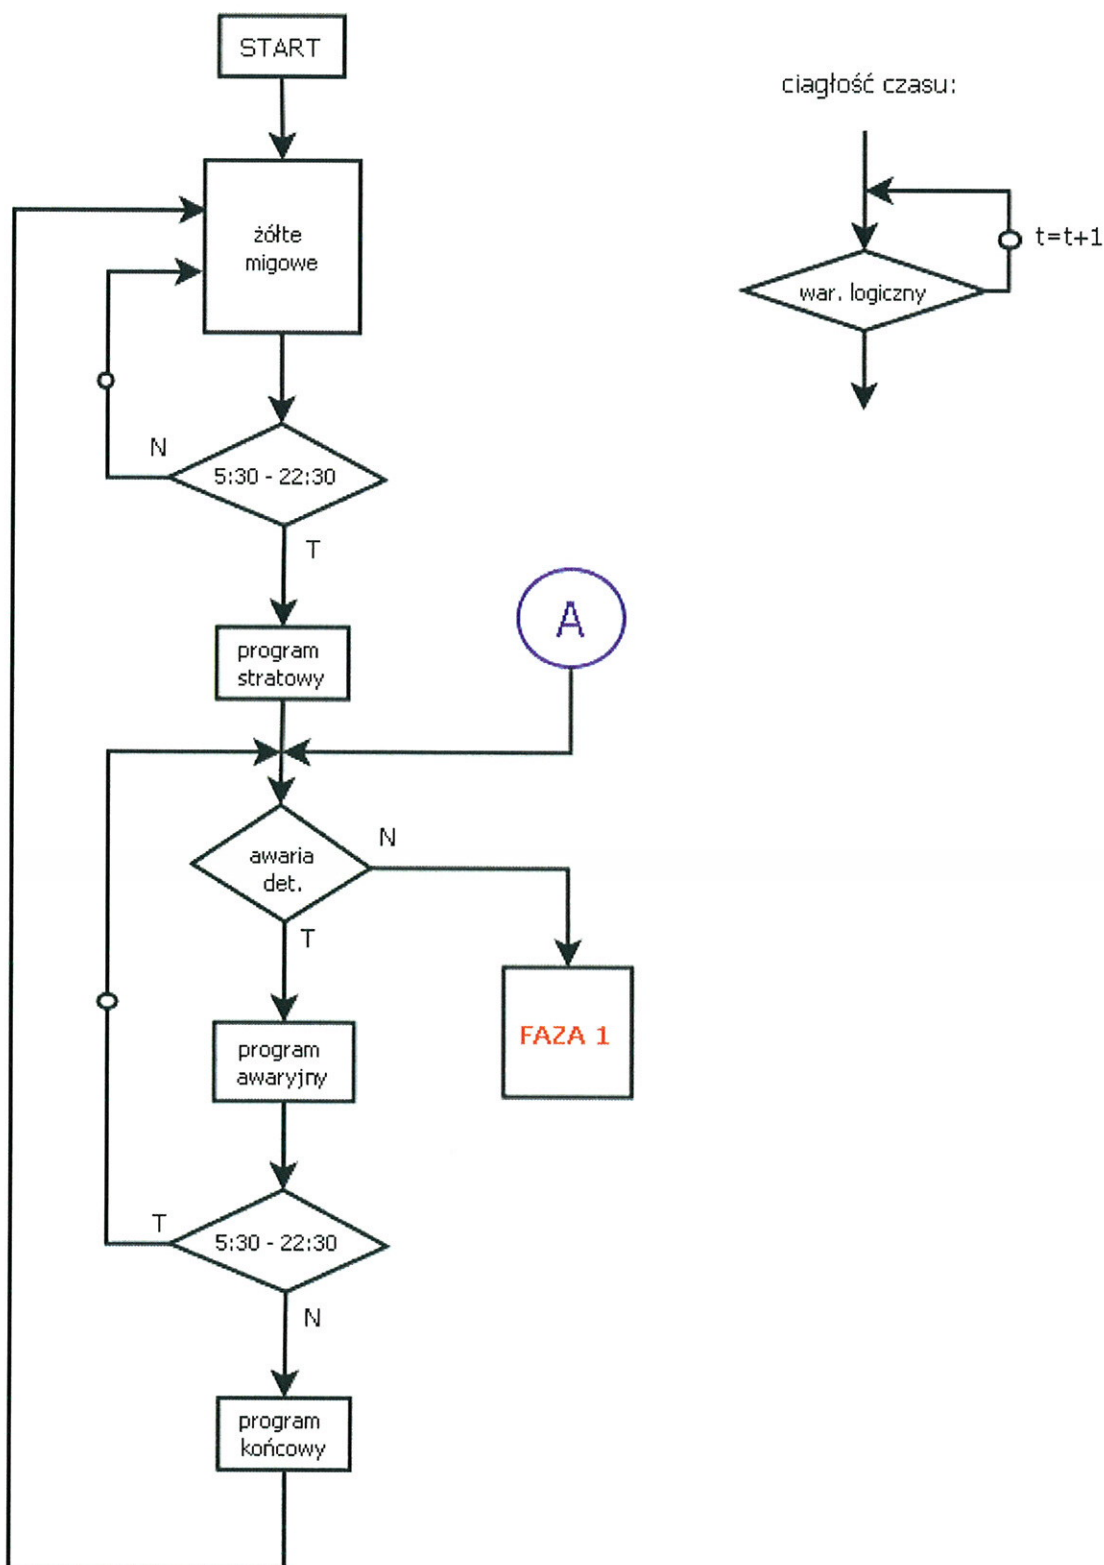 START
ciagłość czasu:
żółte
migowe
t=t+1
war. logiczny
N
5:30 - 22:30
T
A
program
stratowy
N
awaria
det.
T
FAZA 1
program
awaryjny
T
5:30 - 22:30
N
program
końcowy